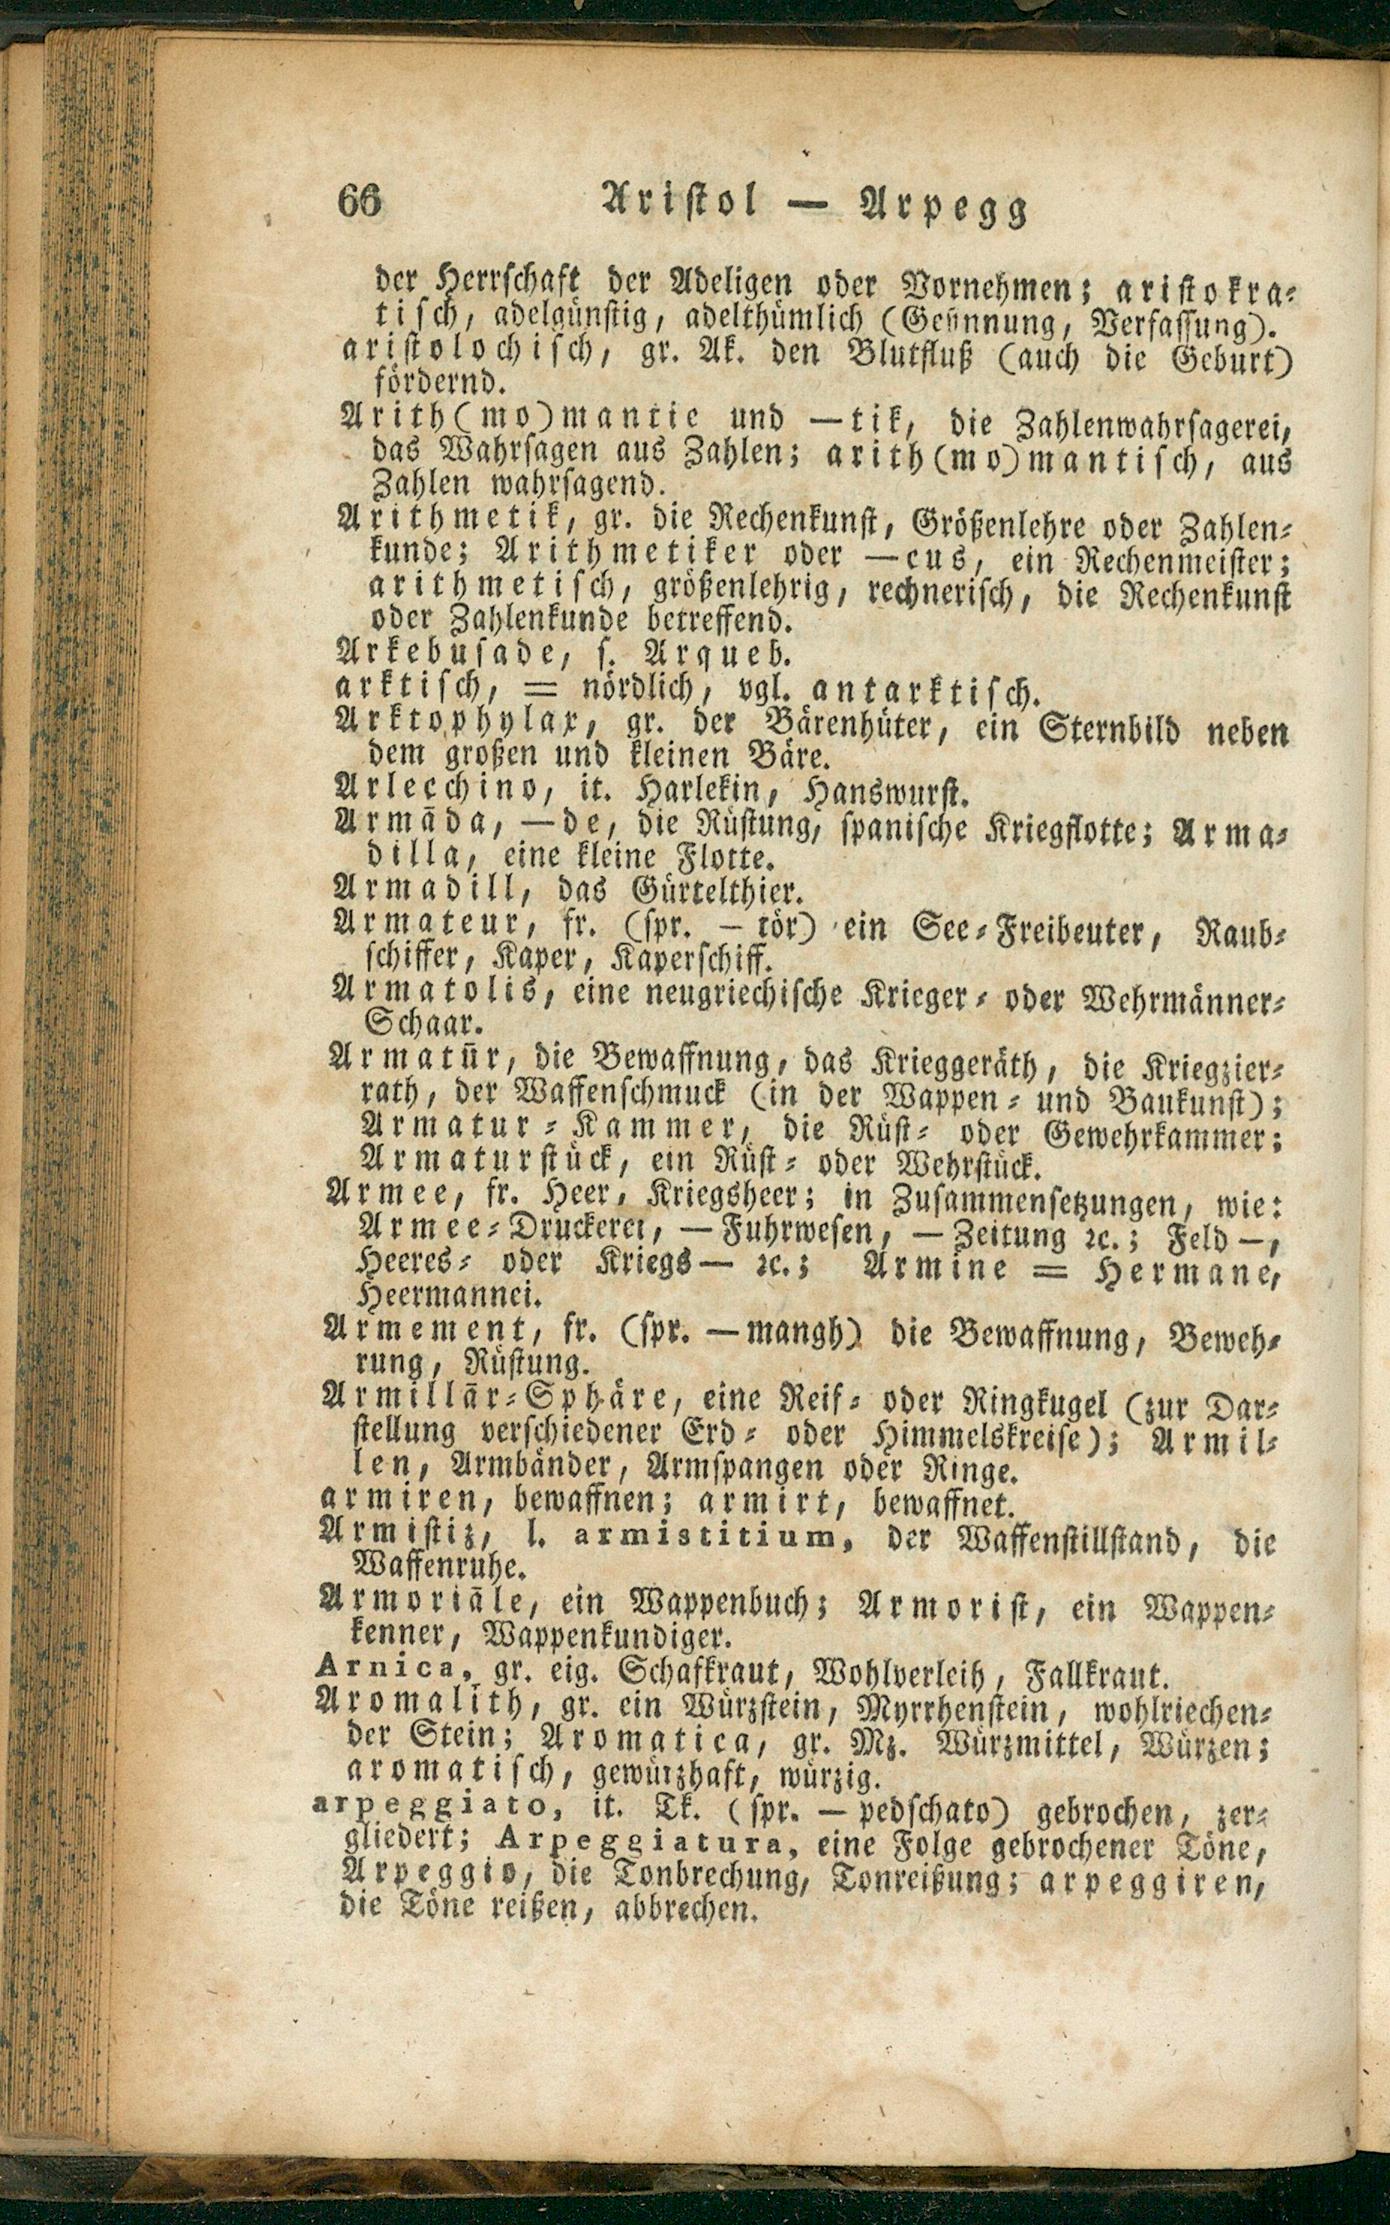 66 Aristol — Arpegg
der Herrschaft der Adeligen oder Vornehmen; aristokra-
tisch, adelgünstig, adelthümlich (Gesinnung, Verfassung).
aristolochisch, gr. Ak. den Blutfluß (auch die Geburt)
fördernd.
Arith(mo)mantie und —tik, die Zahlenwahrsagerei,
das Wahrsagen aus Zahlen; arith(mo)mantisch, aus
Zahlen wahrsagend.
Arithmetik, gr. die Rechenkunst, Größenlehre oder Zahlen-
kunde; Arithmetiker oder —cus, ein Rechenmeister;
arithmetisch, größenlehrig, rechnerisch, die Rechenkunst
oder Zahlenkunde betreffend.
Arkebusade, s. Arqueb.
arktisch, = nördlich, vgl. antarktisch.
Arktophylax, gr. der Bärenhüter, ein Sternbild neben
dem großen und kleinen Bäre.
Arlecchino, it. Harlekin, Hanswurst.
Armāda, —de, die Rüstung, spanische Kriegflotte; Arma-
dilla, eine kleine Flotte.
Armadill, das Gürtelthier.
Armateur, fr. (spr. — tör) ein See-Freibeuter, Raub-
schiffer, Kaper, Kaperschiff.
Armatolis, eine neugriechische Krieger- oder Wehrmänner-
Schaar.
Armatūr, die Bewaffnung, das Krieggeräth, die Kriegzier-
rath, der Waffenschmuck (in der Wappen- und Baukunst);
Armatur-Kammer, die Rüst- oder Gewehrkammer;
Armaturstück, ein Rüst- oder Wehrstück.
Armee, fr. Heer, Kriegsheer; in Zusammensetzungen, wie:
Armee-Druckerei, — Fuhrwesen, — Zeitung ꝛc.; Feld —,
Heeres- oder Kriegs— ꝛc.; Armine = Hermane,
Heermannei.
Armement, fr. (spr. — mangh) die Bewaffnung, Beweh-
rung, Rüstung.
Armillār-Sphäre, eine Reif- oder Ringkugel (zur Dar-
stellung verschiedener Erd- oder Himmelskreise); Armil-
len, Armbänder, Armspangen oder Ringe.
armiren, bewaffnen; armirt, bewaffnet.
Armistiz, l. armistitium, der Waffenstillstand, die
Waffenruhe.
Armoriāle, ein Wappenbuch; Armorist, ein Wappen-
kenner, Wappenkundiger.
Arnica, gr. eig. Schafkraut, Wohlverleih, Fallkraut.
Aromalīth, gr. ein Würzstein, Myrrhenstein, wohlriechen-
der Stein; Aromatica, gr. Mz. Würzmittel, Würzen;
aromatisch, gewürzhaft, würzig.
arpeggiato, it. Tk. (spr. — pedschato) gebrochen, zer-
gliedert; Arpeggiatura, eine Folge gebrochener Töne,
Arpeggio, die Tonbrechung, Tonreißung; arpeggiren,
die Töne reißen, abbrechen.